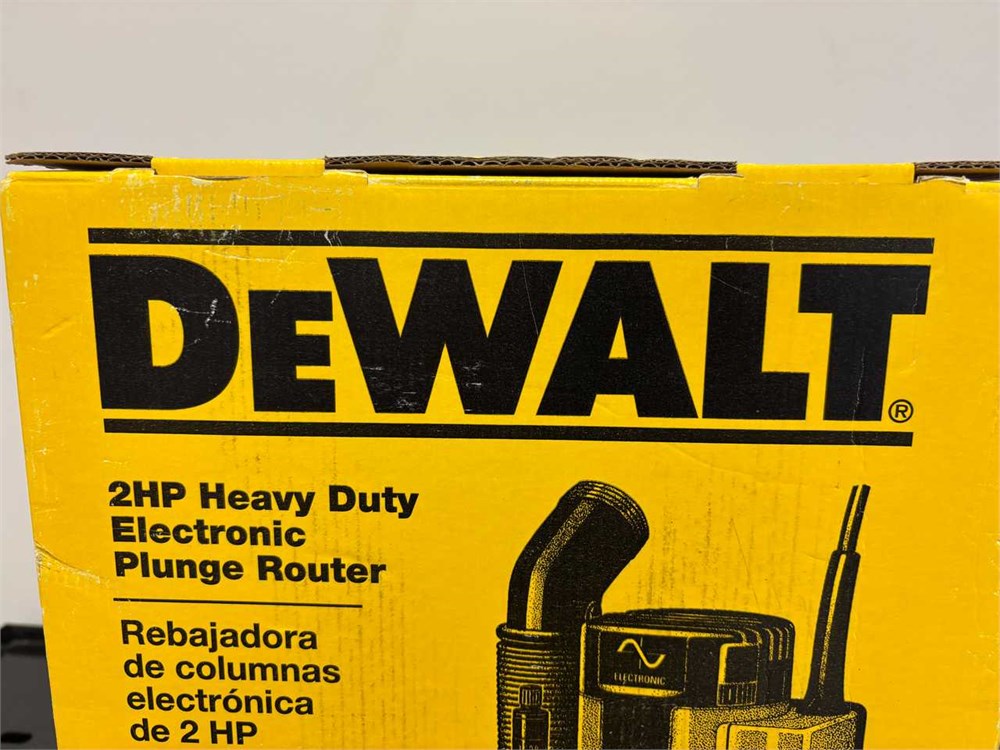 DEWALT®
2HP Heavy Duty
Electronic
Plunge Router
Rebajadora
de columnas
electrónica
de 2 HP
ELECTRONIC